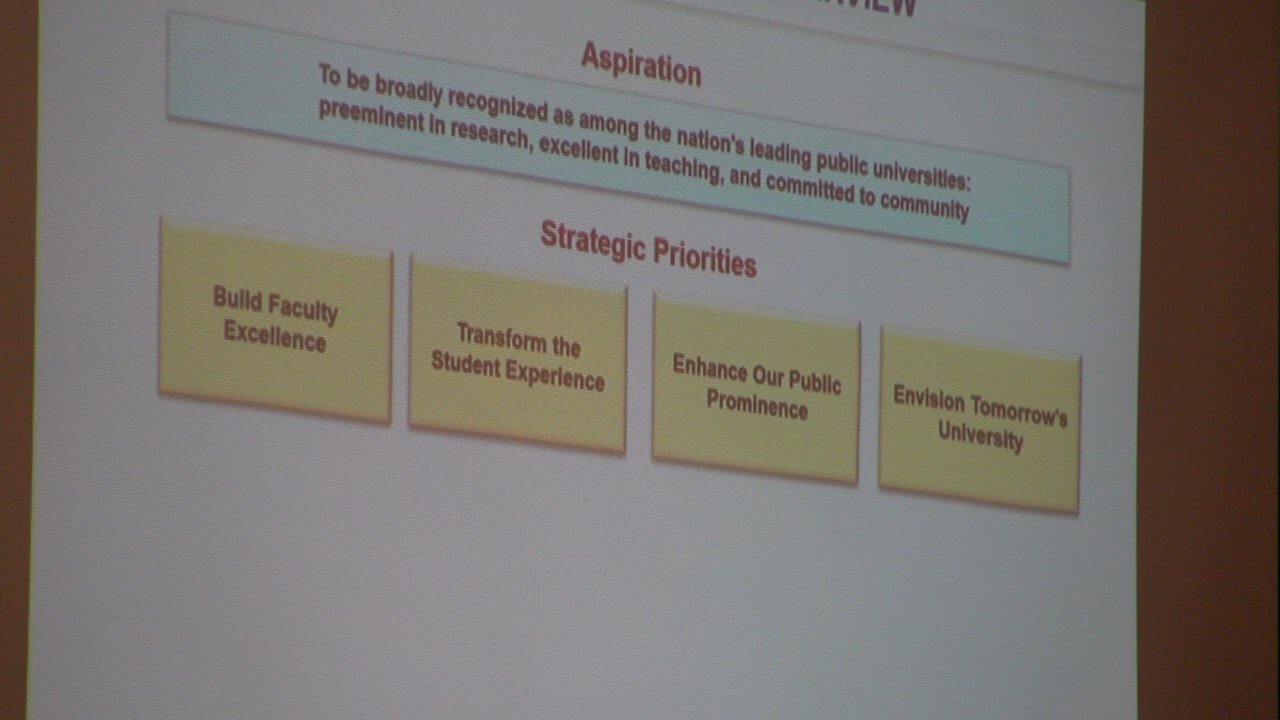 Aspiration
To be broadly recognized as among the nation's leading public universities:
preeminent in research, excellent in teaching, and committed to community
Strategic Priorities
Build Faculty
Excellence
Transform the
Student Experience
Enhance Our Public
Prominence
Envision Tomorrow's
University